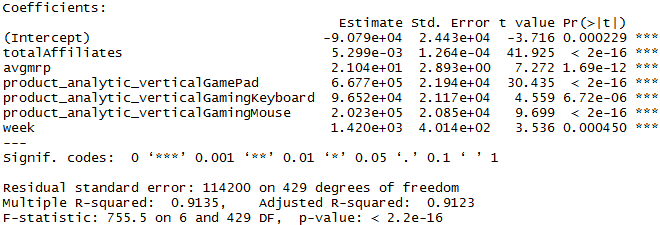 Coefficients:
                                       Estimate Std. Error t value Pr(>|t|)
(Intercept)                          -9.079e+04  2.443e+04  -3.716 0.000229 ***
totalAffiliates                       5.299e-03  1.264e-04  41.925  < 2e-16 ***
avgmrp                                2.104e+01  2.893e+00   7.272 1.69e-12 ***
product_analytic_verticalGamePad      6.677e+05  2.194e+04  30.435  < 2e-16 ***
product_analytic_verticalGamingKeyboard  9.652e+04  2.117e+04   4.559 6.72e-06 ***
product_analytic_verticalGamingMouse  2.023e+05  2.085e+04   9.699  < 2e-16 ***
week                                  1.420e+03  4.014e+02   3.536 0.000450 ***
---
Signif. codes:  0 ‘***’ 0.001 ‘**’ 0.01 ‘*’ 0.05 ‘.’ 0.1 ‘ ’ 1
Residual standard error: 114200 on 429 degrees of freedom
Multiple R-squared:  0.9135,    Adjusted R-squared:  0.9123
F-statistic: 755.5 on 6 and 429 DF,  p-value: < 2.2e-16